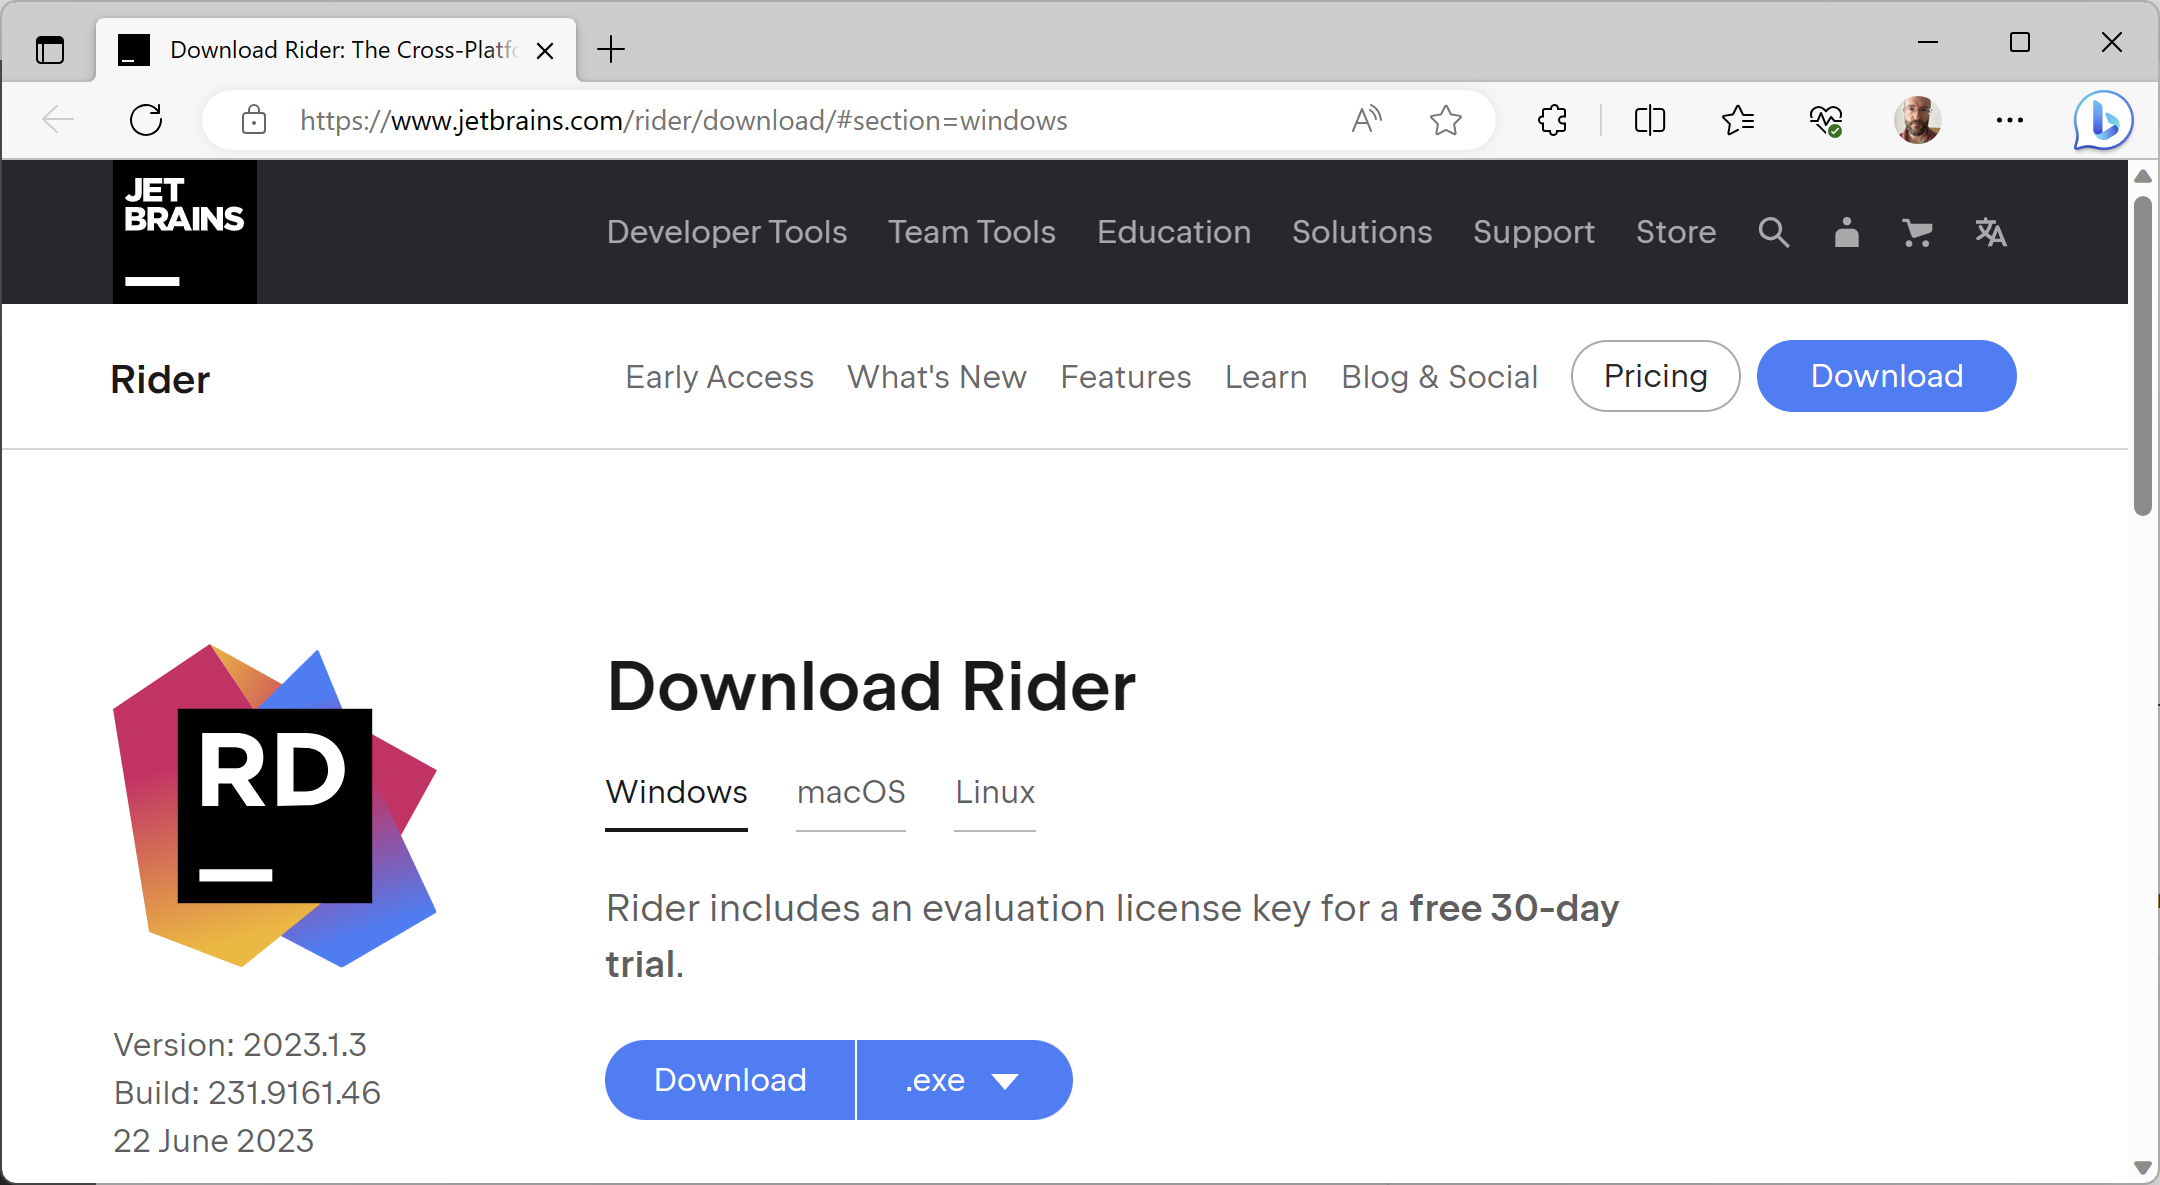 Download Rider: The Cross-Platfo
https://www.jetbrains.com/rider/download/#section=windows
JET
BRAINS
Developer Tools Team Tools Education Solutions Support Store
Rider
Early Access What's New Features Learn Blog & Social Pricing Download
RD
Download Rider
Windows macOS Linux
Rider includes an evaluation license key for a free 30-day
trial.
Download .exe
Version: 2023.1.3
Build: 231.9161.46
22 June 2023